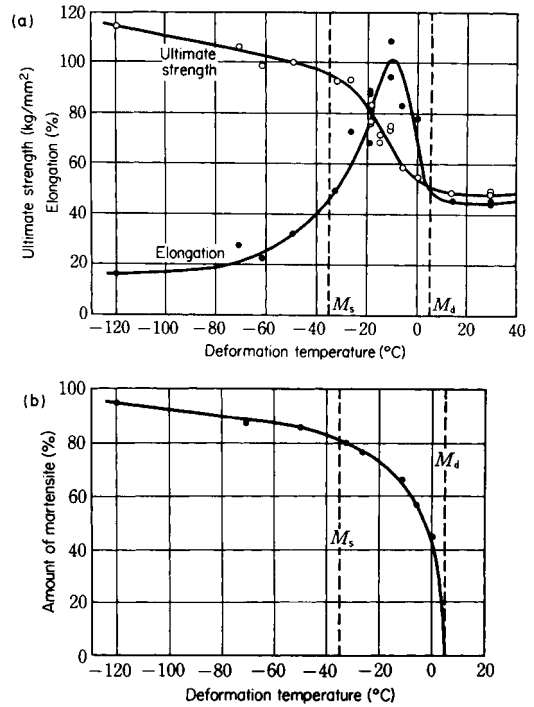 (a)
Ultimate strength (kg/mm²)
Elongation (%)
120
100
80
60
40
20
0
Ultimate
strength
Elongation
Ms
Md
−120 −100 −80 −60 −40 −20 0 20 40
Deformation temperature (°C)
(b)
Amount of martensite (%)
100
80
60
40
20
0
Md
Ms
−120 −100 −80 −60 −40 −20 0 20
Deformation temperature (°C)